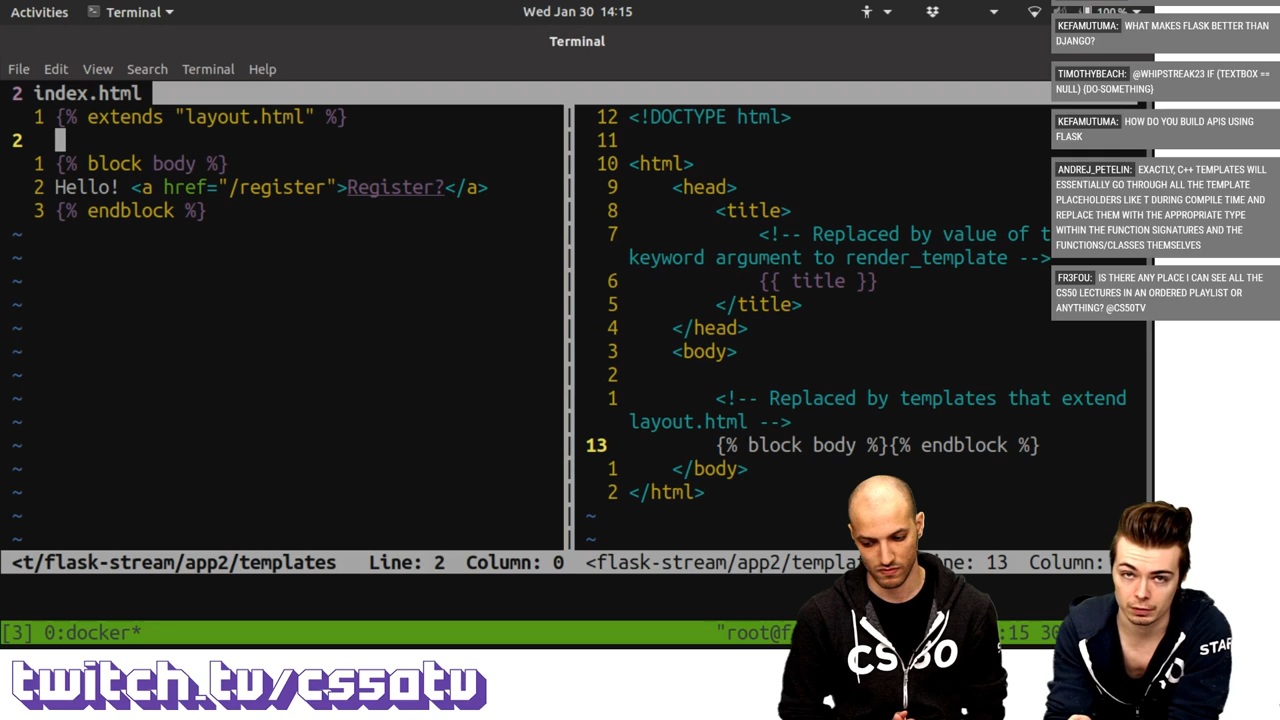 Activities Terminal Wed Jan 30 14:15 100 %
Terminal
File Edit View Search Terminal Help
2 index.html
1 {% extends "layout.html" %}
2
1 {% block body %}
2 Hello! <a href="/register">Register?</a>
3 {% endblock %}
~
~
~
~
~
~
~
~
~
~
~
~
~
~
<t/flask-stream/app2/templates Line: 2 Column: 0
12 <!DOCTYPE html>
11
10 <html>
9 <head>
8 <title>
7 <!-- Replaced by value of t
keyword argument to render_template -->
6 {{ title }}
5 </title>
4 </head>
3 <body>
2
1 <!-- Replaced by templates that extend
layout.html -->
13 {% block body %}{% endblock %}
1 </body>
2 </html>
~
~
<flask-stream/app2/templa ine: 13 Column:
[3] 0:docker* "root@f :15 30
KEFAMUTUMA: WHAT MAKES FLASK BETTER THAN
DJANGO?
TIMOTHYBEACH: @WHIPSTREAK23 IF (TEXTBOX ==
NULL) (DO-SOMETHING)
KEFAMUTUMA: HOW DO YOU BUILD APIS USING
FLASK
ANDREJ_PETELIN: EXACTLY, C++ TEMPLATES WILL
ESSENTIALLY GO THROUGH ALL THE TEMPLATE
PLACEHOLDERS LIKE T DURING COMPILE TIME AND
REPLACE THEM WITH THE APPROPRIATE TYPE
WITHIN THE FUNCTION SIGNATURES AND THE
FUNCTIONS/CLASSES THEMSELVES
FR3FOU: IS THERE ANY PLACE I CAN SEE ALL THE
CS50 LECTURES IN AN ORDERED PLAYLIST OR
ANYTHING? @CS50TV
CS50
STAF
twitch.tv/cs50tv